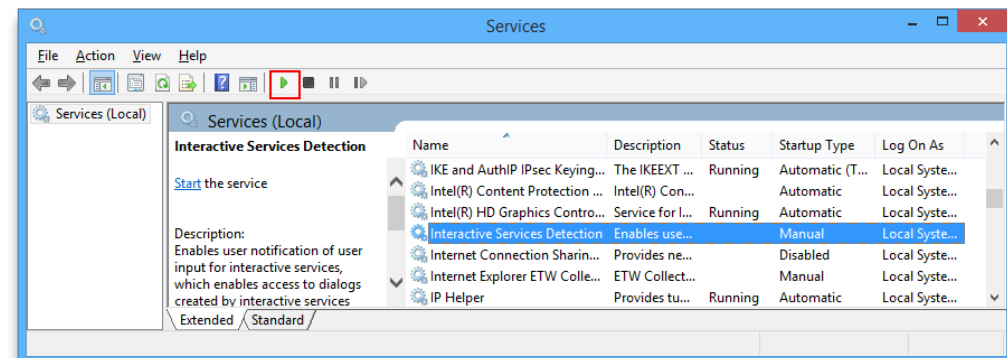 Services
File Action View Help
Services (Local)
Services (Local)
Interactive Services Detection
Start the service
Description:
Enables user notification of user
input for interactive services,
which enables access to dialogs
created by interactive services
Name Description Status Startup Type Log On As
IKE and AuthIP IPsec Keying... The IKEEXT ... Running Automatic (T... Local Syste...
Intel(R) Content Protection ... Intel(R) Con... Automatic Local Syste...
Intel(R) HD Graphics Contro... Service for I... Running Automatic Local Syste...
Interactive Services Detection Enables use... Manual Local Syste...
Internet Connection Sharin... Provides ne... Disabled Local Syste...
Internet Explorer ETW Colle... ETW Collect... Manual Local Syste...
IP Helper Provides tu... Running Automatic Local Syste...
Extended Standard